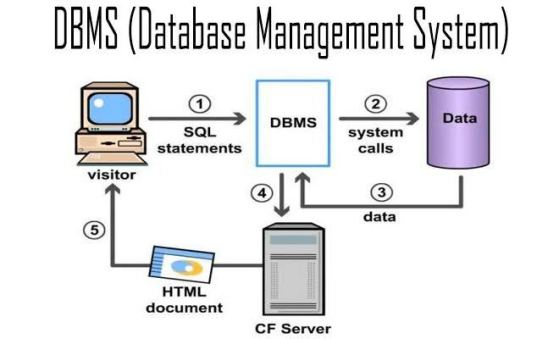 DBMS (Database Management System)
1
SQL
statements
visitor
DBMS
2
system
calls
Data
3
data
4
5
HTML
document
CF Server